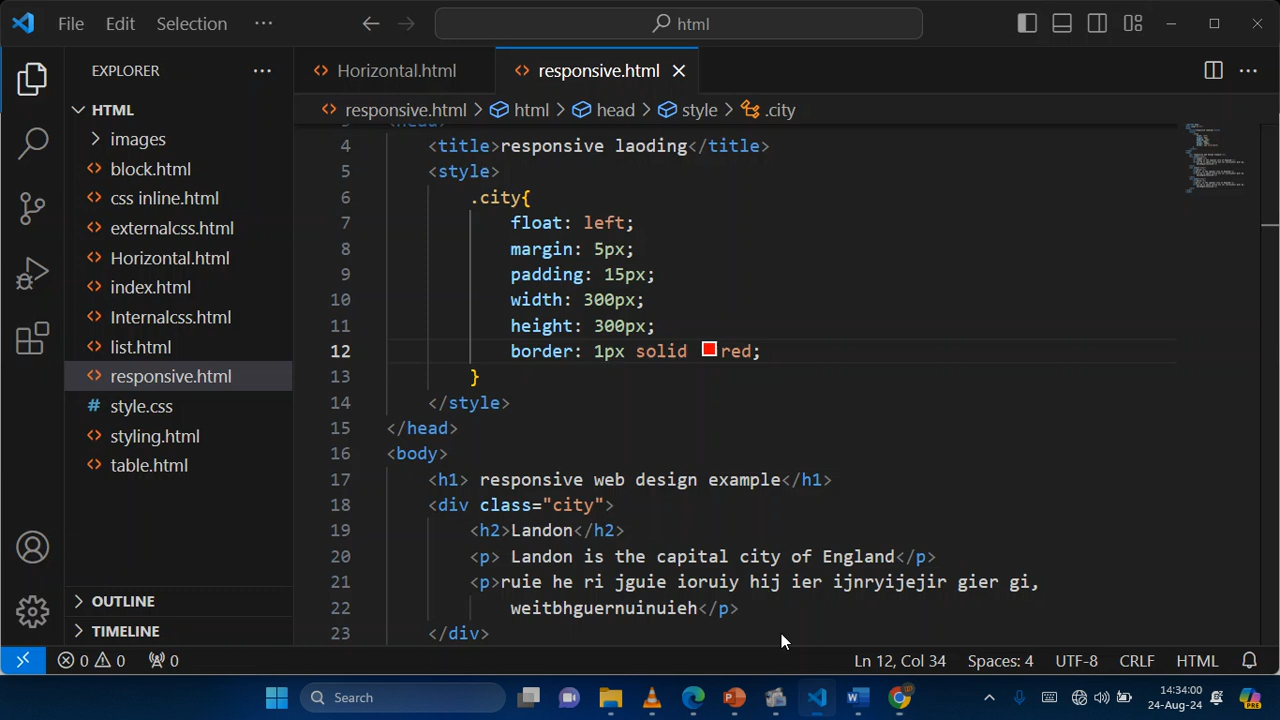 File Edit Selection ··· html
EXPLORER ···
HTML
images
block.html
css inline.html
externalcss.html
Horizontal.html
index.html
Internalcss.html
list.html
responsive.html
style.css
styling.html
table.html
OUTLINE
TIMELINE
Horizontal.html responsive.html
responsive.html > html > head > style > .city
4 <title>responsive laoding</title>
5 <style>
6 .city{
7 float: left;
8 margin: 5px;
9 padding: 15px;
10 width: 300px;
11 height: 300px;
12 border: 1px solid red;
13 }
14 </style>
15 </head>
16 <body>
17 <h1> responsive web design example</h1>
18 <div class="city">
19 <h2>Landon</h2>
20 <p> Landon is the capital city of England</p>
21 <p>ruie he ri jguie ioruiy hij ier ijnryijejir gier gi,
22 weitbhguernuinuieh</p>
23 </div>
0 0 0 Ln 12, Col 34 Spaces: 4 UTF-8 CRLF HTML
Search 14:34:00
24-Aug-24
PRE